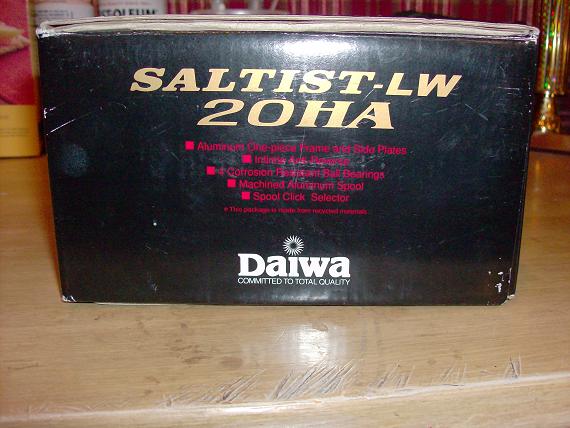 OLEUM
SALTIST-LW
20HA
■ Aluminum One-piece Frame and Side Plates
■ Infinite Anti-Reverse
■ 4 Corrosion Resistant Ball Bearings
■ Machined Aluminum Spool
■ Spool Click Selector
※This package is made from recycled materials.
Daiwa
COMMITTED TO TOTAL QUALITY